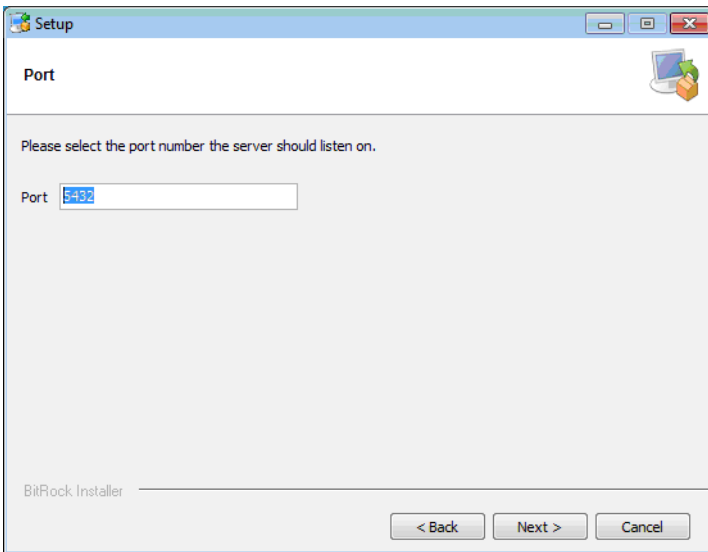 Setup
Port
Please select the port number the server should listen on.
Port 5432
BitRock Installer
< Back Next > Cancel